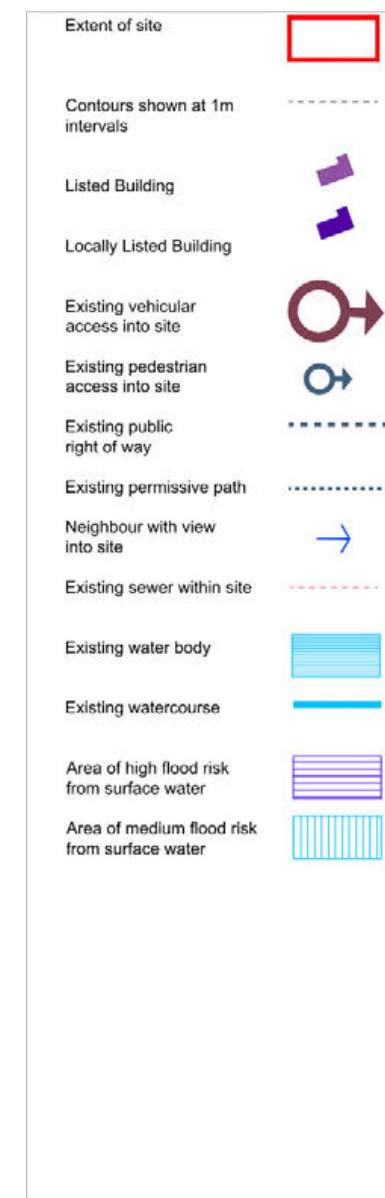 Extent of site
Contours shown at 1m
intervals
Listed Building
Locally Listed Building
Existing vehicular
access into site
Existing pedestrian
access into site
Existing public
right of way
Existing permissive path
Neighbour with view
into site
Existing sewer within site
Existing water body
Existing watercourse
Area of high flood risk
from surface water
Area of medium flood risk
from surface water